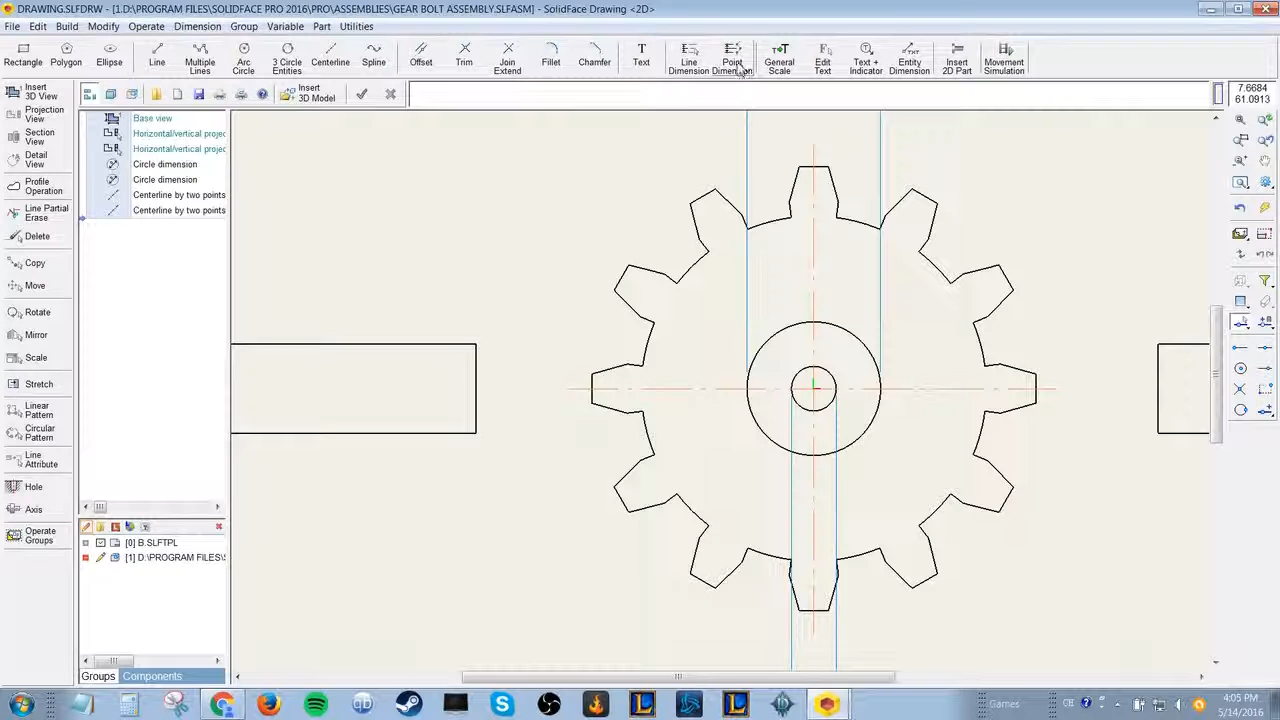 DRAWING.SLFDRW - [1.D:\PROGRAM FILES\SOLIDFACE PRO 2016\PRO\ASSEMBLIES\GEAR BOLT ASSEMBLY.SLFASM] - SolidFace Drawing <2D>
File Edit Build Modify Operate Dimension Group Variable Part Utilities
Rectangle Polygon Ellipse Line Multiple Lines Arc Circle 3 Circle Entities Centerline Spline Offset Trim Join Extend Fillet Chamfer Text Line Dimension Point Dimension General Scale Edit Text Text + Indicator Entity Dimension Insert 2D Part Movement Simulation
Insert 3D View
Insert 3D Model
7.6684
61.0913
Projection View
Section View
Detail View
Profile Operation
Line Partial Erase
Delete
Copy
Move
Rotate
Mirror
Scale
Stretch
Linear Pattern
Circular Pattern
Line Attribute
Hole
Axis
Operate Groups
Base view
Horizontal/vertical projec
Horizontal/vertical projec
Circle dimension
Circle dimension
Centerline by two points
Centerline by two points
[0] B.SLFTPL
[1] D:\PROGRAM FILES\S
Groups Components
Games
4:05 PM
5/14/2016